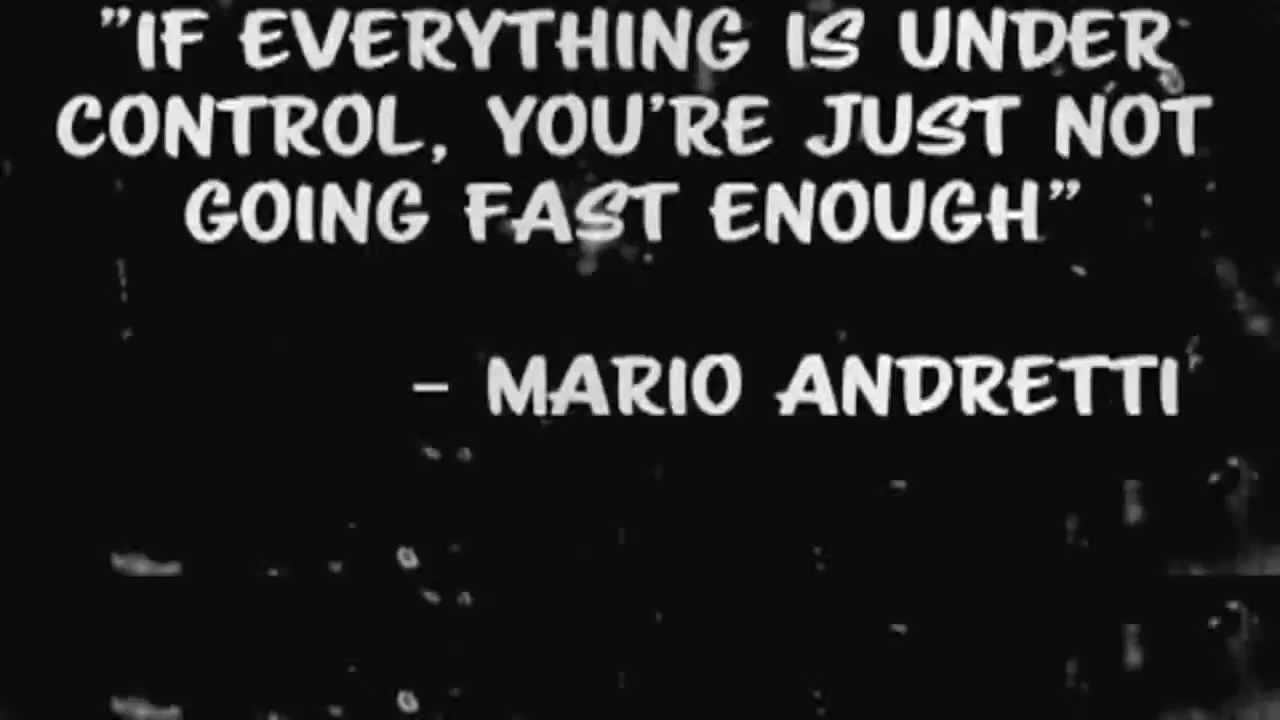 "IF EVERYTHING IS UNDER
CONTROL, YOU'RE JUST NOT
GOING FAST ENOUGH"
– MARIO ANDRETTI